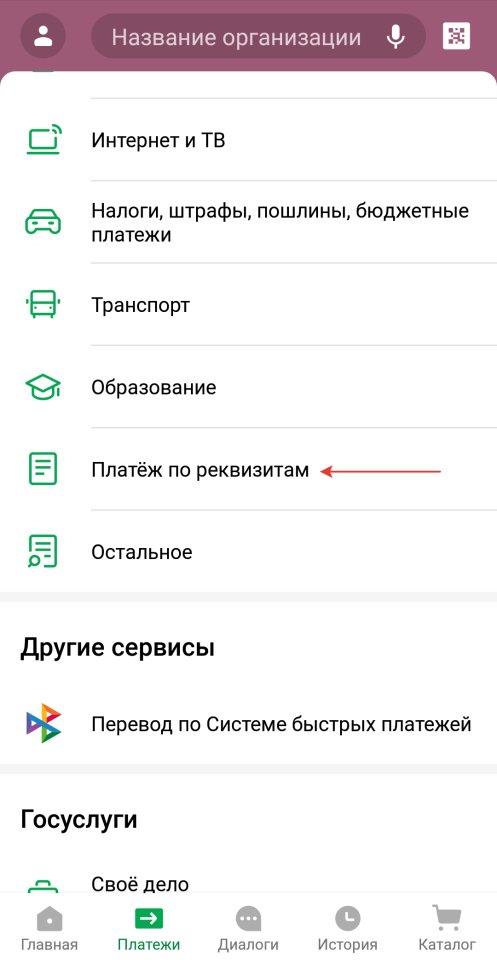 Название организации
Интернет и ТВ
Налоги, штрафы, пошлины, бюджетные
платежи
Транспорт
Образование
Платёж по реквизитам
Остальное
Другие сервисы
Перевод по Системе быстрых платежей
Госуслуги
Своё дело
Главная
Платежи
Диалоги
История
Каталог